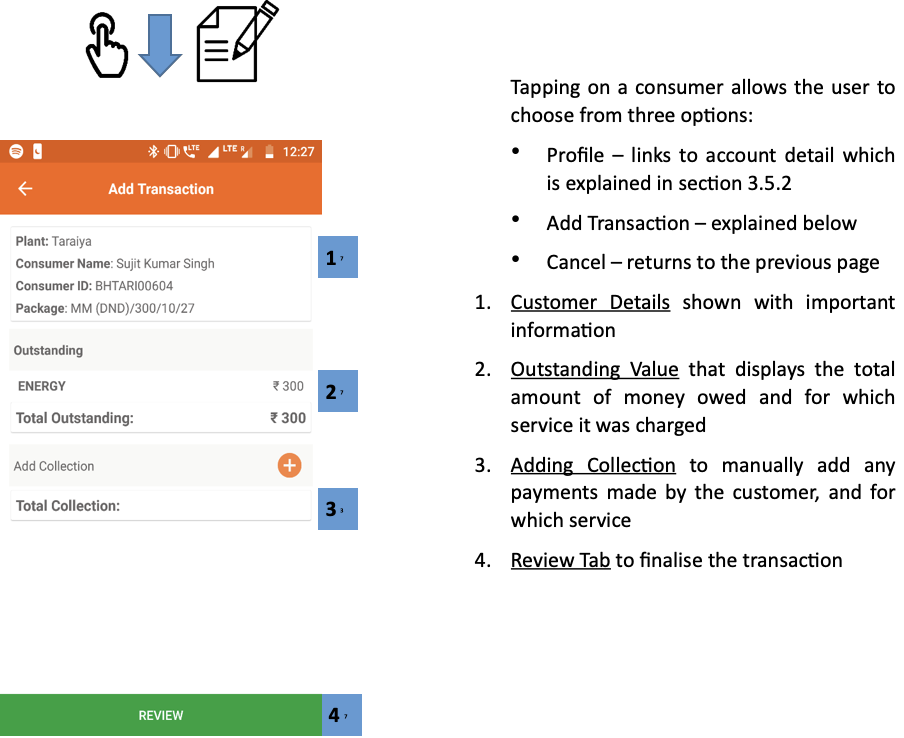 LTE LTE R 12:27
Add Transaction
Plant: Taraiya
Consumer Name: Sujit Kumar Singh
Consumer ID: BHTARI00604
Package: MM (DND)/300/10/27
1
Outstanding
ENERGY ₹ 300
2
Total Outstanding: ₹ 300
Add Collection
Total Collection:
3
REVIEW
4
Tapping on a consumer allows the user to
choose from three options:
• Profile – links to account detail which
is explained in section 3.5.2
• Add Transaction – explained below
• Cancel – returns to the previous page
1. Customer Details shown with important
information
2. Outstanding Value that displays the total
amount of money owed and for which
service it was charged
3. Adding Collection to manually add any
payments made by the customer, and for
which service
4. Review Tab to finalise the transaction